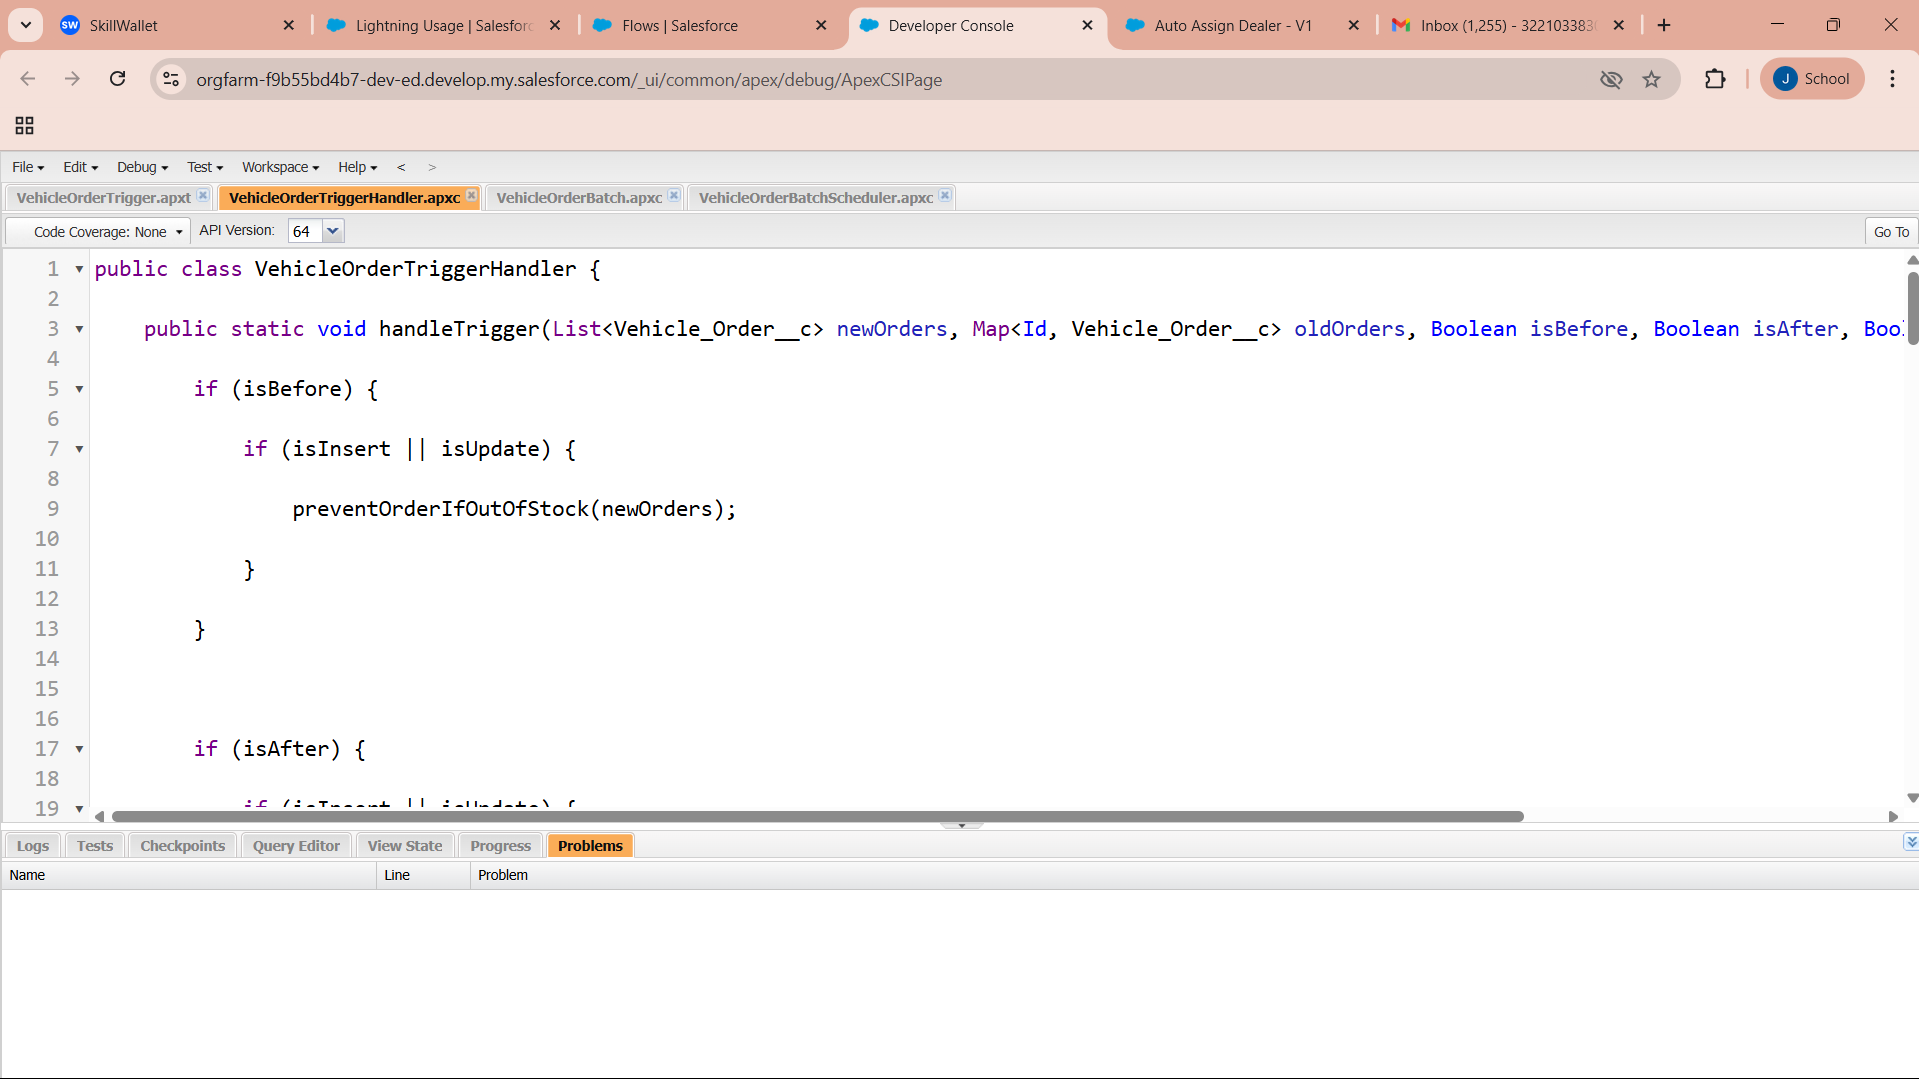 SkillWallet
Lightning Usage | Salesforc
Flows | Salesforce
Developer Console
Auto Assign Dealer - V1
Inbox (1,255) - 322103383
orgfarm-f9b55bd4b7-dev-ed.develop.my.salesforce.com/_ui/common/apex/debug/ApexCSIPage
J School
File Edit Debug Test Workspace Help < >
VehicleOrderTrigger.apxt VehicleOrderTriggerHandler.apxc VehicleOrderBatch.apxc VehicleOrderBatchScheduler.apxc
Code Coverage: None API Version: 64 Go To
1 public class VehicleOrderTriggerHandler {
2
3 public static void handleTrigger(List<Vehicle_Order__c> newOrders, Map<Id, Vehicle_Order__c> oldOrders, Boolean isBefore, Boolean isAfter, Bool
4
5 if (isBefore) {
6
7 if (isInsert || isUpdate) {
8
9 preventOrderIfOutOfStock(newOrders);
10
11 }
12
13 }
14
15
16
17 if (isAfter) {
18
19 if (isInsert || isUpdate) {
Logs Tests Checkpoints Query Editor View State Progress Problems
Name Line Problem